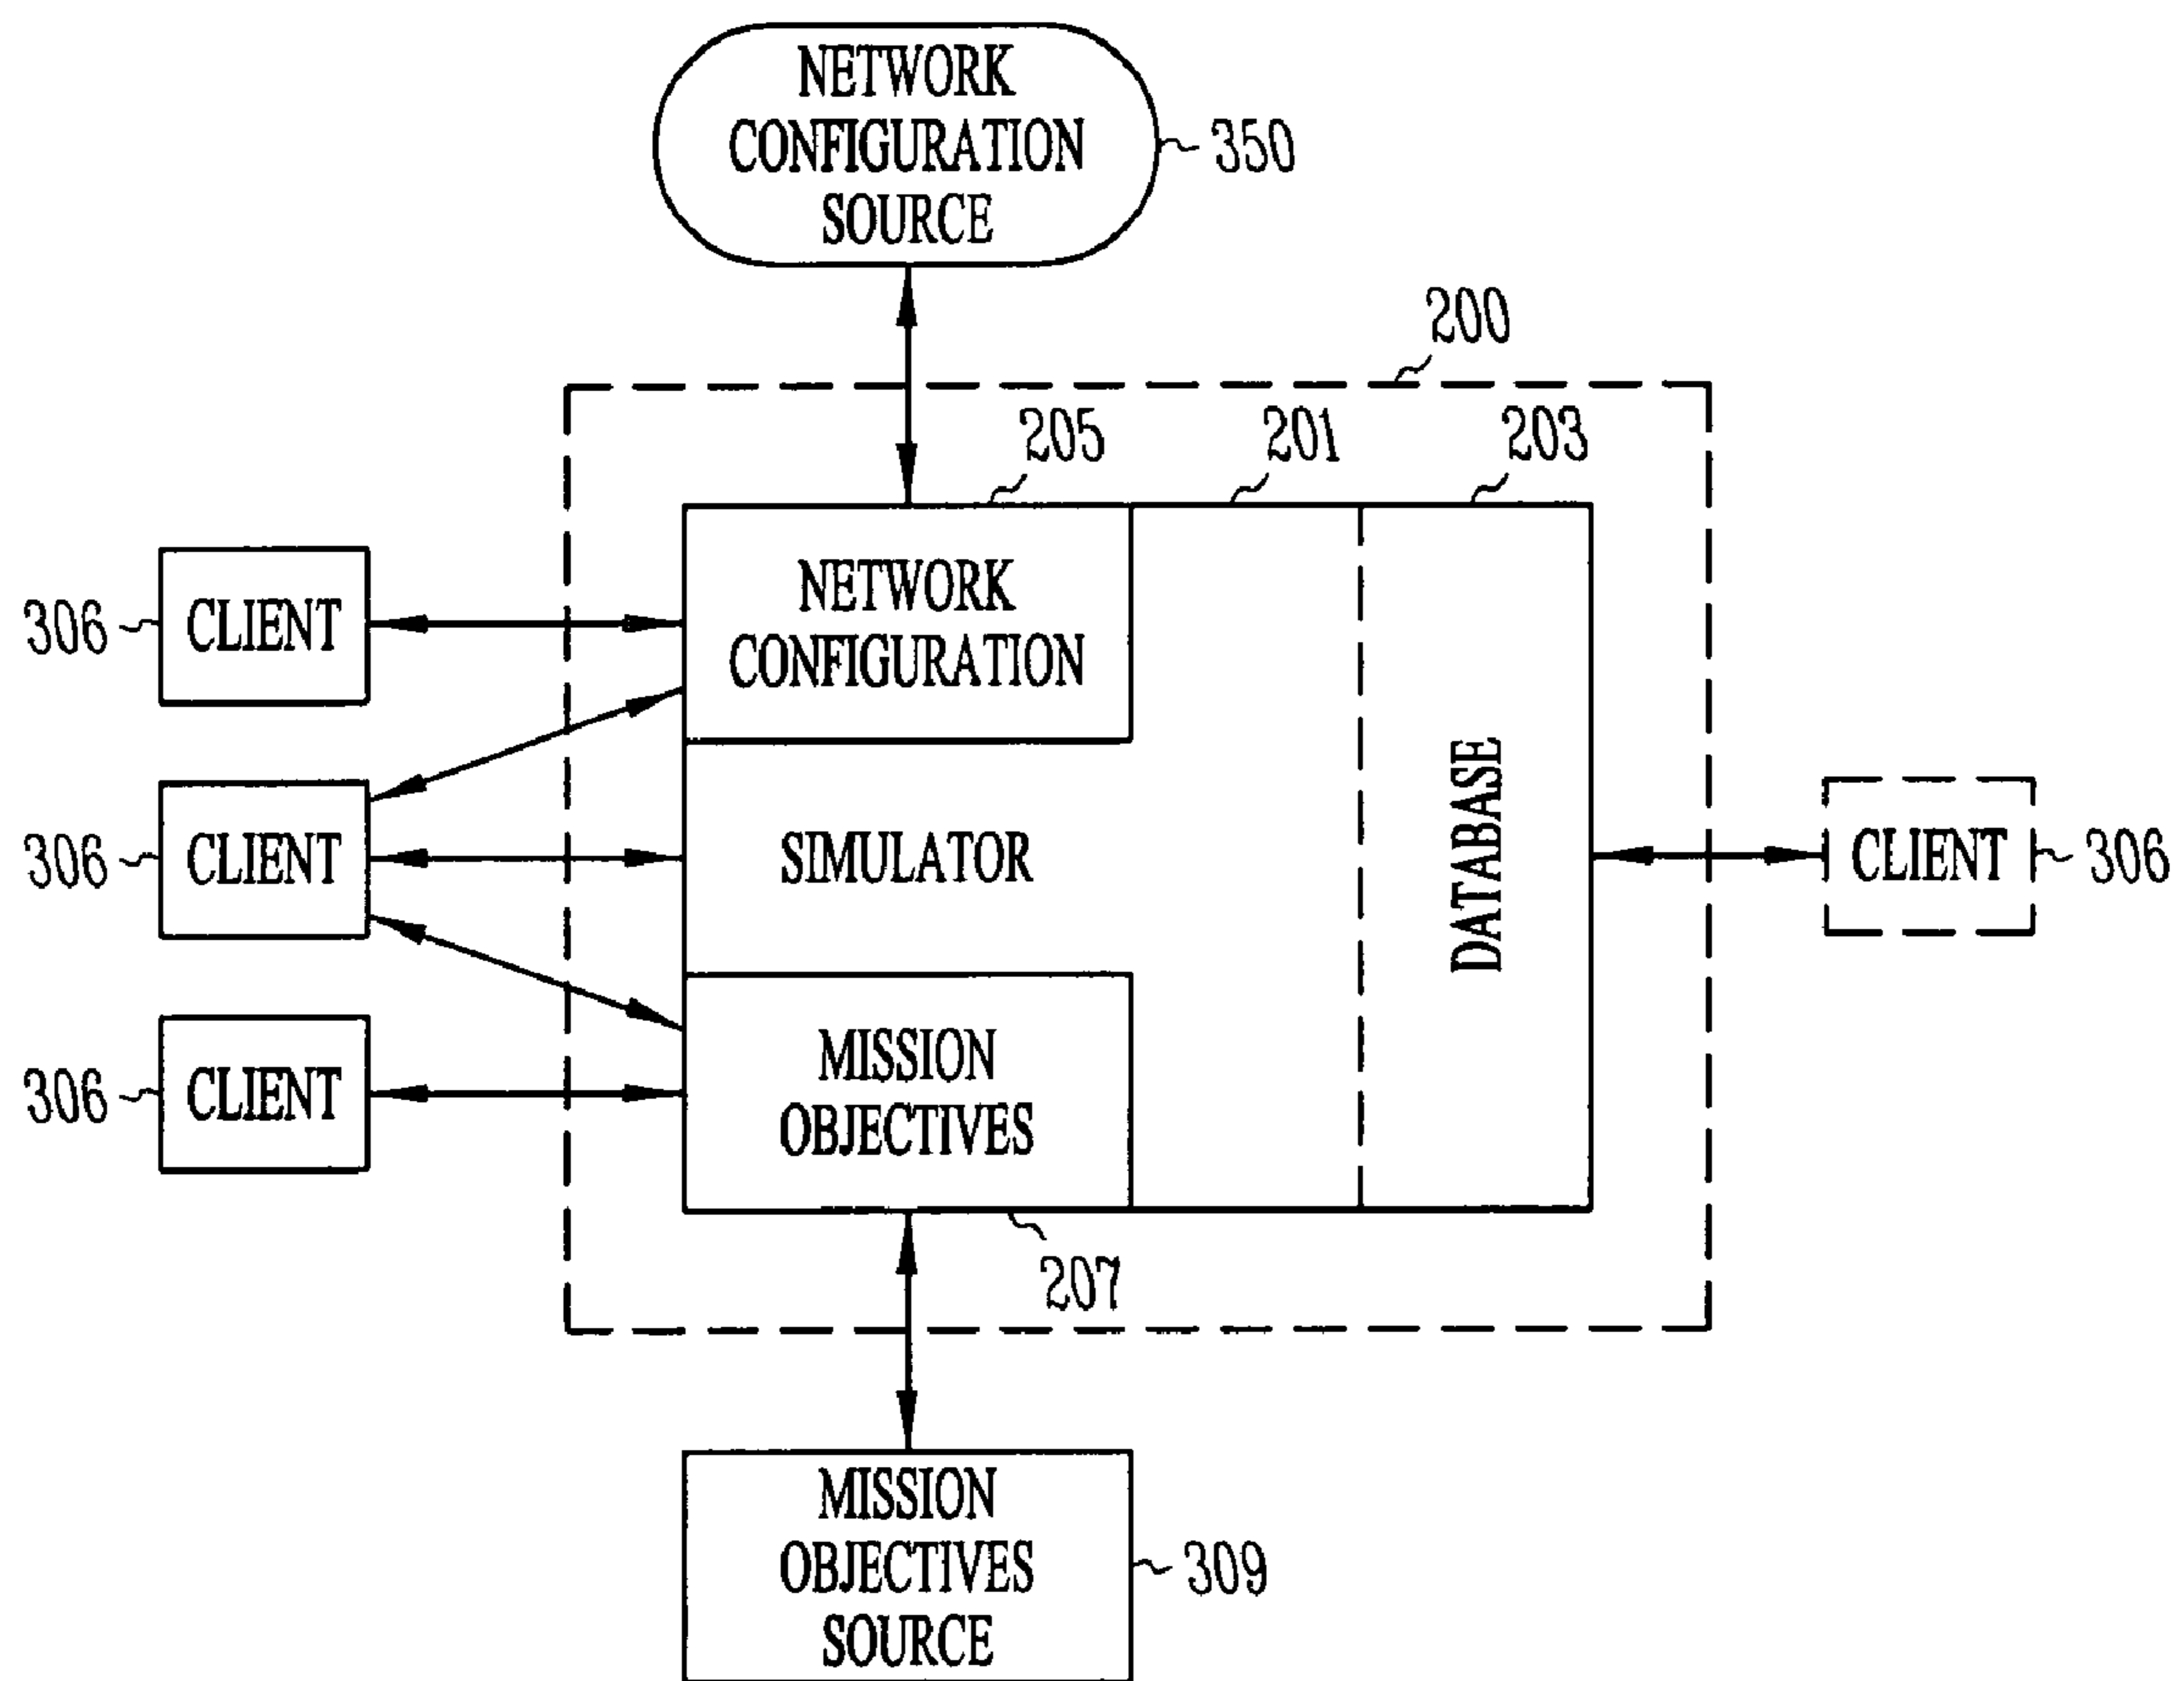 NETWORK
CONFIGURATION
SOURCE
350
200
205
201
203
NETWORK
CONFIGURATION
306
CLIENT
306
CLIENT
SIMULATOR
DATABASE
CLIENT
306
306
CLIENT
MISSION
OBJECTIVES
207
MISSION
OBJECTIVES
SOURCE
309